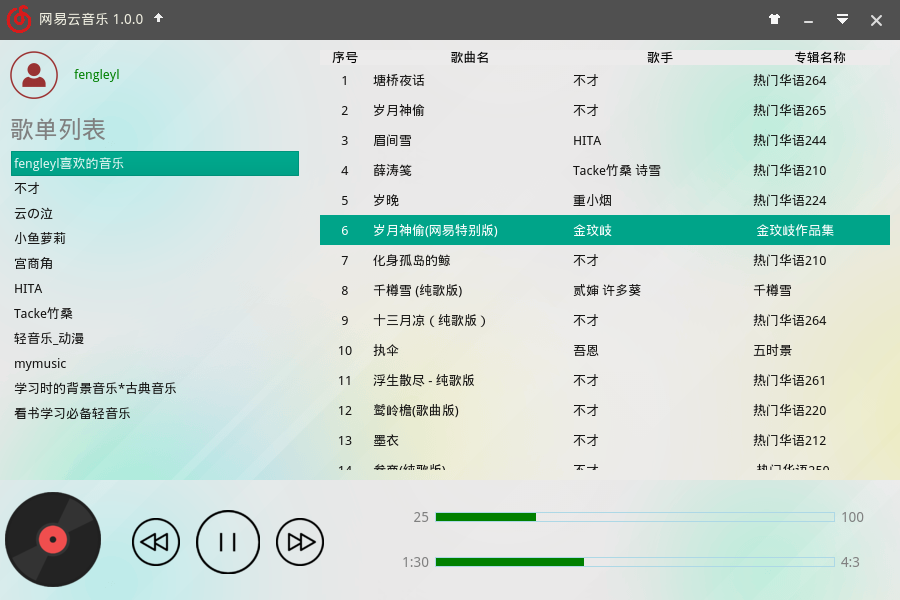 网易云音乐 1.0.0
fengleyl
歌单列表
fengleyl喜欢的音乐
不才
云の泣
小鱼萝莉
宫商角
HITA
Tacke竹桑
轻音乐_动漫
mymusic
学习时的背景音乐*古典音乐
看书学习必备轻音乐
序号 歌曲名 歌手 专辑名称
1 塘桥夜话 不才 热门华语264
2 岁月神偷 不才 热门华语265
3 眉间雪 HITA 热门华语244
4 薛涛笺 Tacke竹桑 诗雪 热门华语210
5 岁晚 重小烟 热门华语224
6 岁月神偷(网易特别版) 金玟岐 金玟岐作品集
7 化身孤岛的鲸 不才 热门华语210
8 千樽雪 (纯歌版) 贰婶 许多葵 千樽雪
9 十三月凉（纯歌版） 不才 热门华语264
10 执伞 吾恩 五时景
11 浮生散尽 - 纯歌版 不才 热门华语261
12 鹫岭檐(歌曲版) 不才 热门华语220
13 墨衣 不才 热门华语212
14 参商(纯歌版) 不才 热门华语250
25 100
1:30 4:3